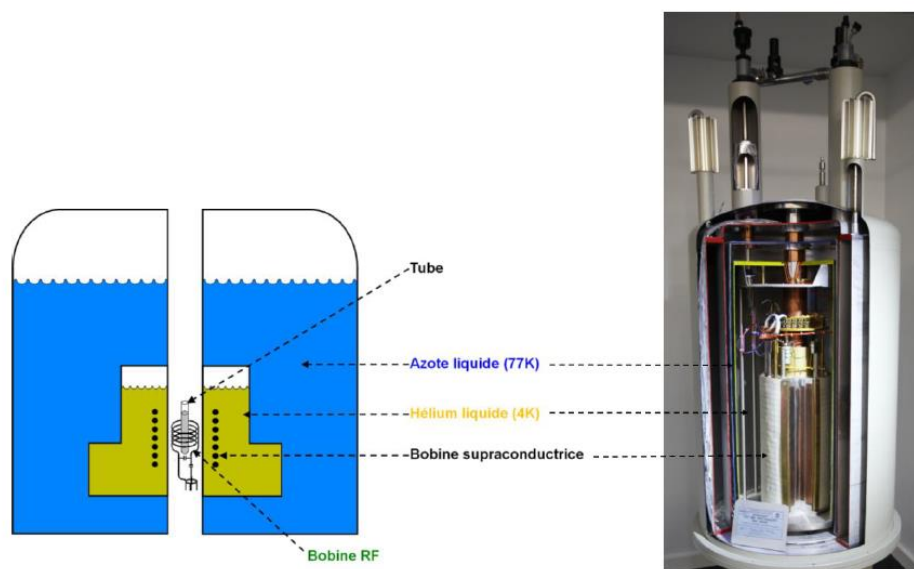 Tube
Azote liquide (77K)
Hélium liquide (4K)
Bobine supraconductrice
Bobine RF